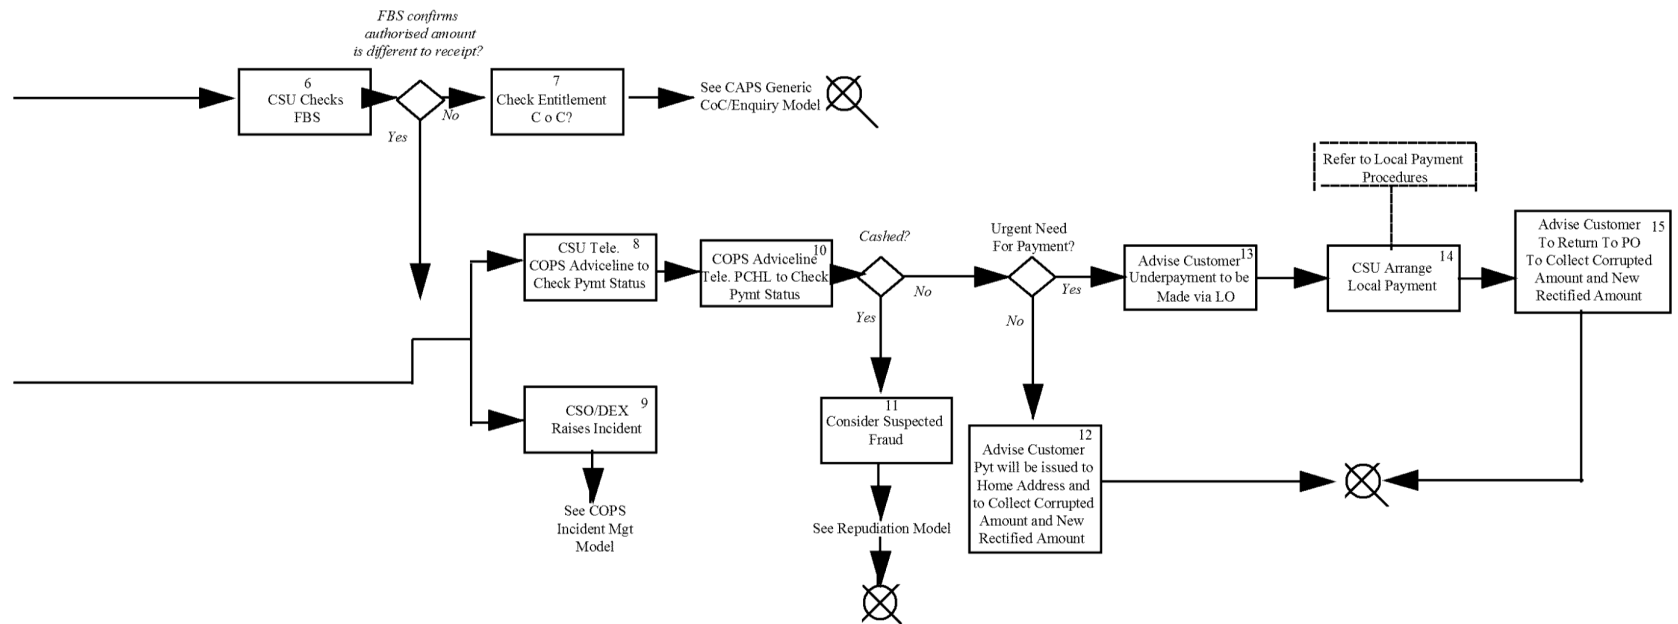 FBS confirms
authorised amount
is different to receipt?
6
CSU Checks
FBS
No
Yes
7
Check Entitlement
C o C?
See CAPS Generic
CoC/Enquiry Model
Refer to Local Payment
Procedures
8
CSU Tele.
COPS Adviceline to
Check Pymt Status
10
COPS Adviceline
Tele. PCHL to Check
Pymt Status
Cashed?
No
Yes
Urgent Need
For Payment?
Yes
No
13
Advise Customer
Underpayment to be
Made via LO
14
CSU Arrange
Local Payment
15
Advise Customer
To Return To PO
To Collect Corrupted
Amount and New
Rectified Amount
9
CSO/DEX
Raises Incident
See COPS
Incident Mgt
Model
11
Consider Suspected
Fraud
See Repudiation Model
12
Advise Customer
Pyt will be issued to
Home Address and
to Collect Corrupted
Amount and New
Rectified Amount